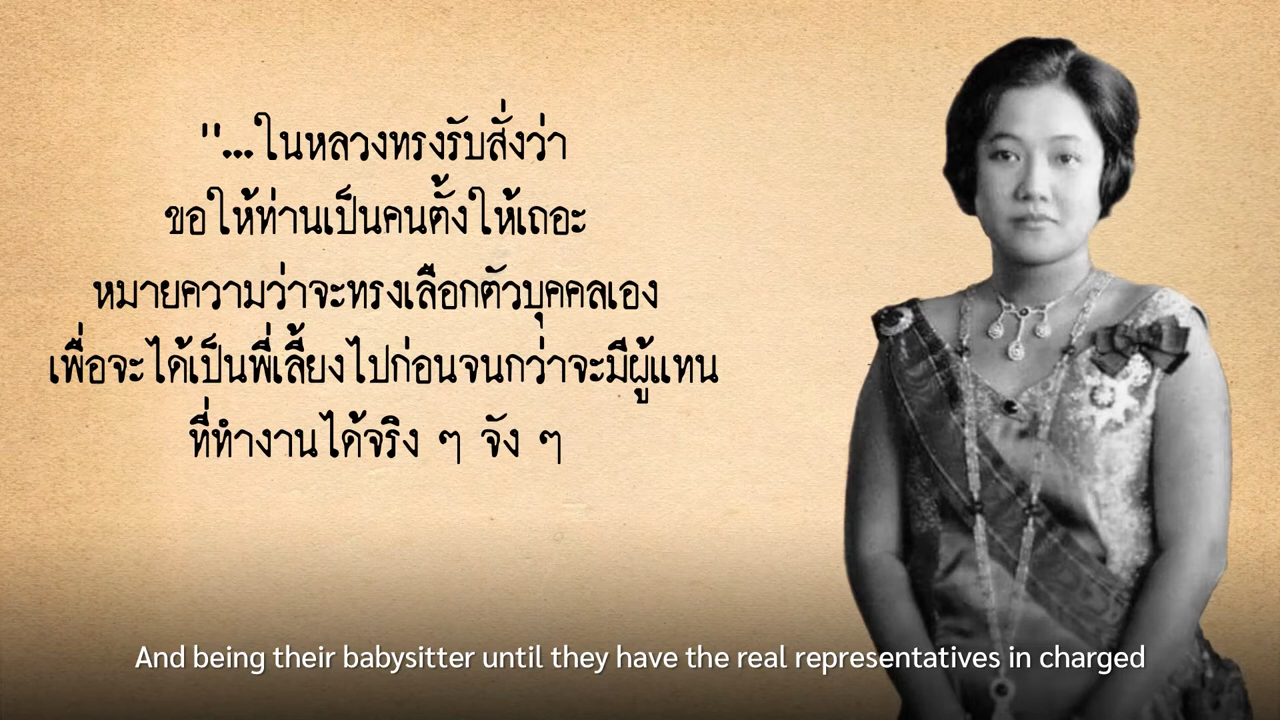 "...ในหลวงทรงรับสั่งว่า
ขอให้ท่านเป็นคนตั้งให้เถอะ
หมายความว่าจะทรงเลือกตัวบุคคลเอง
เพื่อจะได้เป็นพี่เลี้ยงไปก่อนจนกว่าจะมีผู้แทน
ที่ทำงานได้จริง ๆ จัง ๆ
And being their babysitter until they have the real representatives in charged